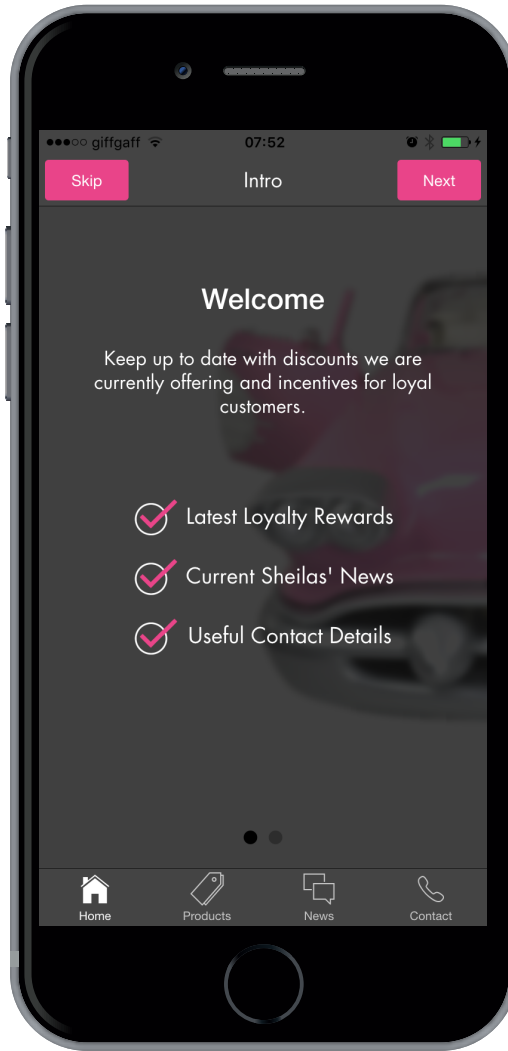 giffgaff 07:52
Skip Intro Next
Welcome
Keep up to date with discounts we are
currently offering and incentives for loyal
customers.
Latest Loyalty Rewards
Current Sheilas' News
Useful Contact Details
Home Products News Contact